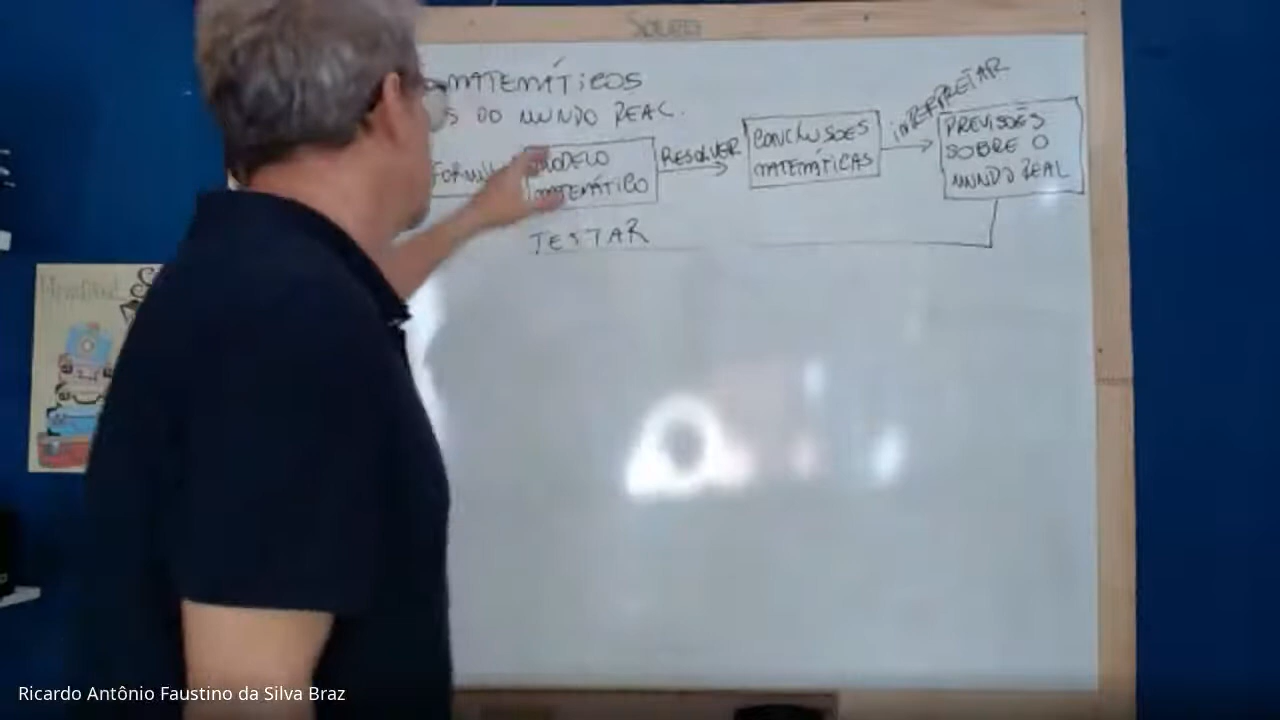 MATEMÁTICOS
S DO MUNDO REAL.
MODELO
MATEMÁTICO
RESOLVER
CONCLUSÕES
MATEMÁTICAS
INTERPRETAR
PREVISÕES
SOBRE O
MUNDO REAL
TESTAR
Ricardo Antônio Faustino da Silva Braz